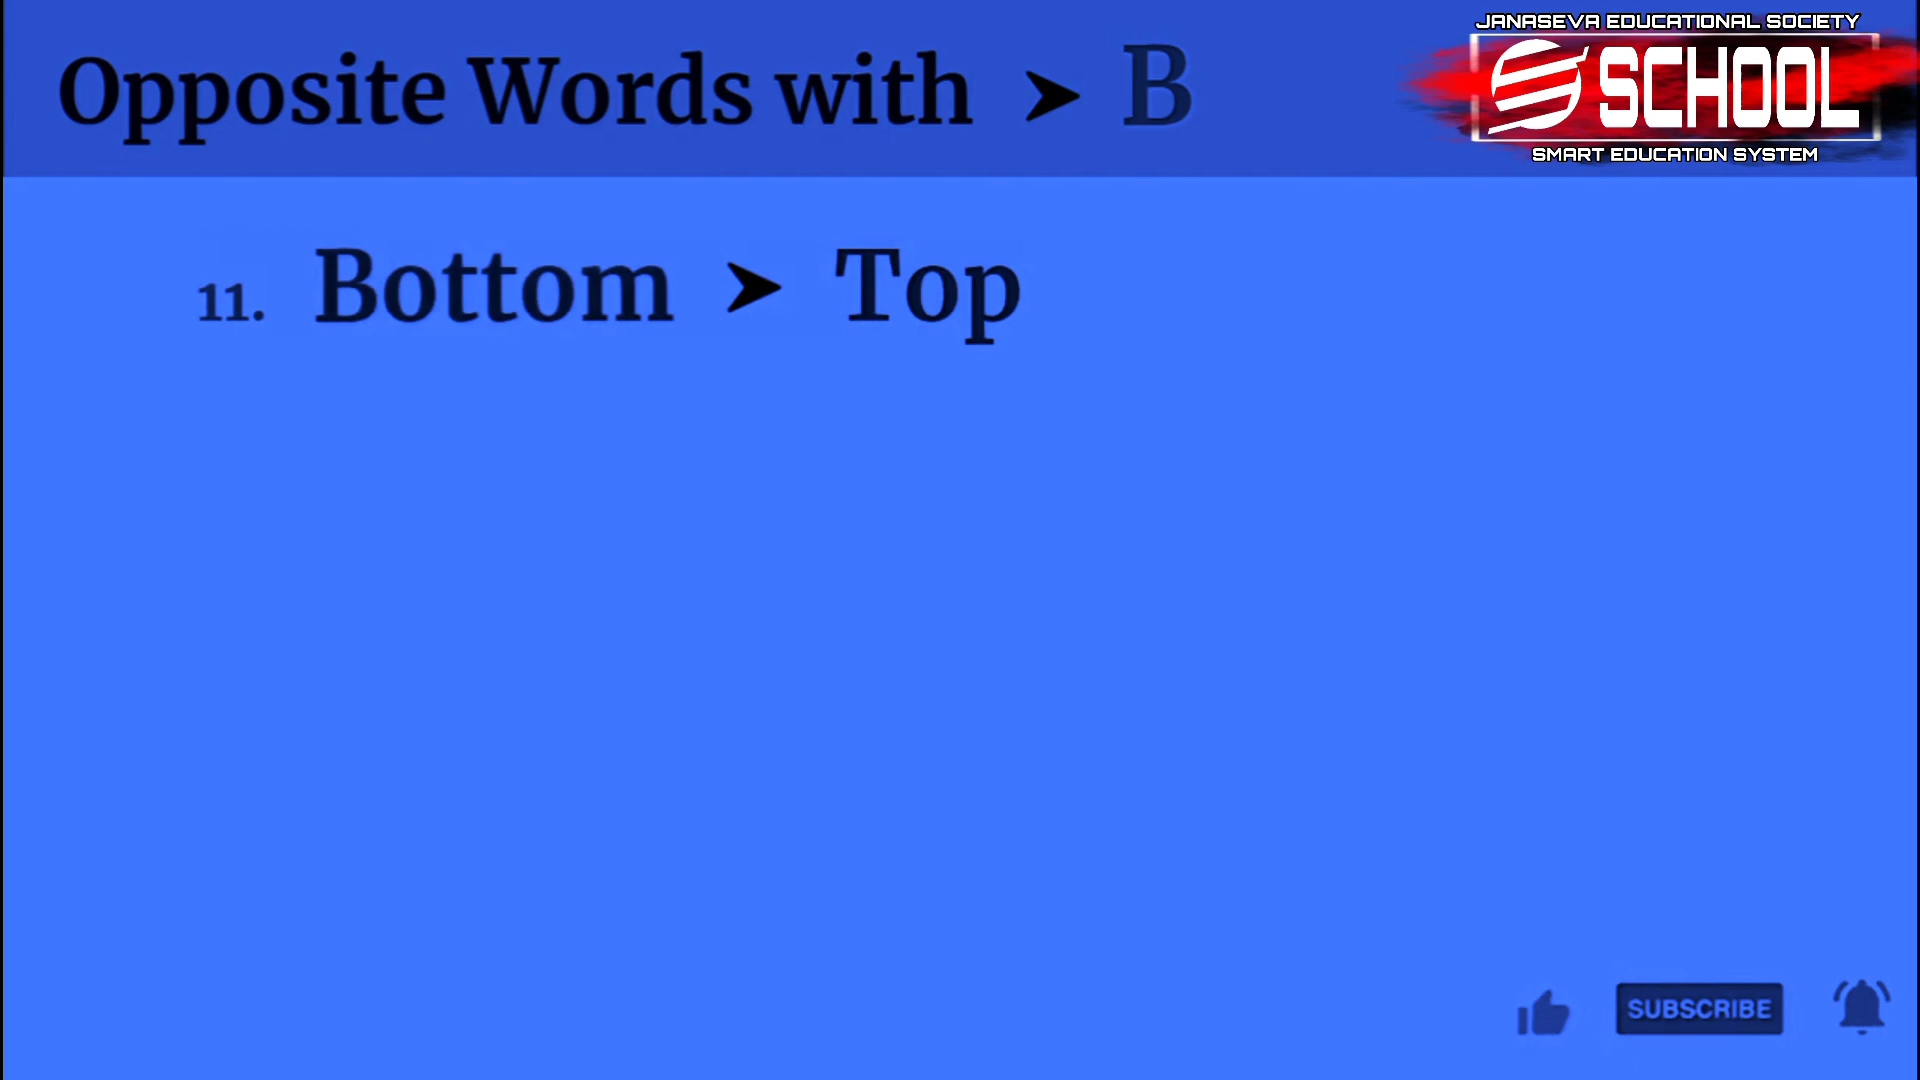 JANASEVA EDUCATIONAL SOCIETY
Opposite Words with ➤ B
SCHOOL
SMART EDUCATION SYSTEM
11. Bottom ➤ Top
SUBSCRIBE